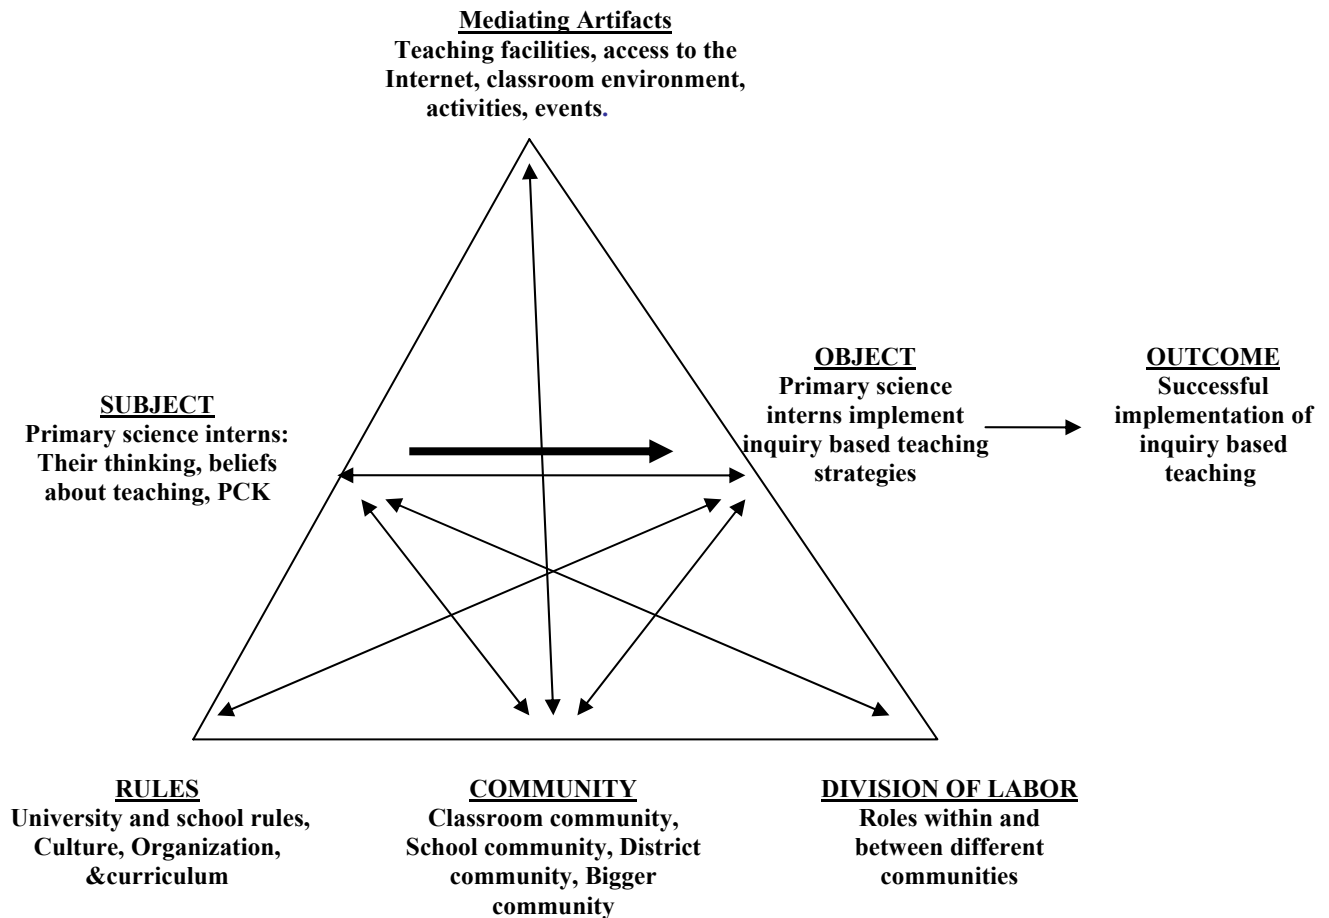 Mediating Artifacts
Teaching facilities, access to the
Internet, classroom environment,
activities, events.
SUBJECT
Primary science interns:
Their thinking, beliefs
about teaching, PCK
OBJECT
Primary science
interns implement
inquiry based teaching
strategies
OUTCOME
Successful
implementation of
inquiry based
teaching
RULES
University and school rules,
Culture, Organization,
&curriculum
COMMUNITY
Classroom community,
School community, District
community, Bigger
community
DIVISION OF LABOR
Roles within and
between different
communities